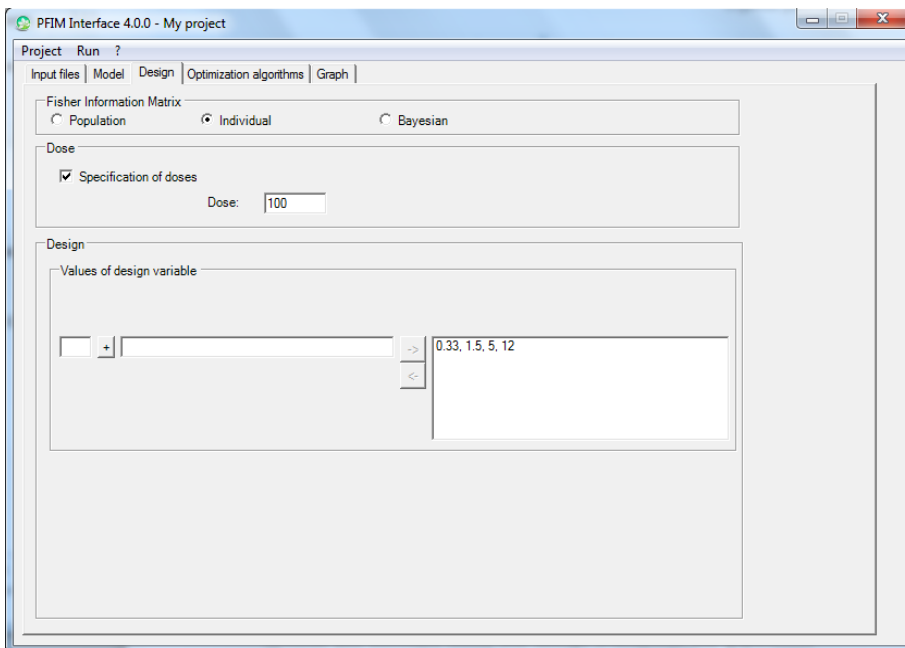 PFIM Interface 4.0.0 - My project
Project Run ?
Input files Model Design Optimization algorithms Graph
Fisher Information Matrix
Population Individual Bayesian
Dose
Specification of doses
Dose: 100
Design
Values of design variable
+ -> 0.33, 1.5, 5, 12
<-